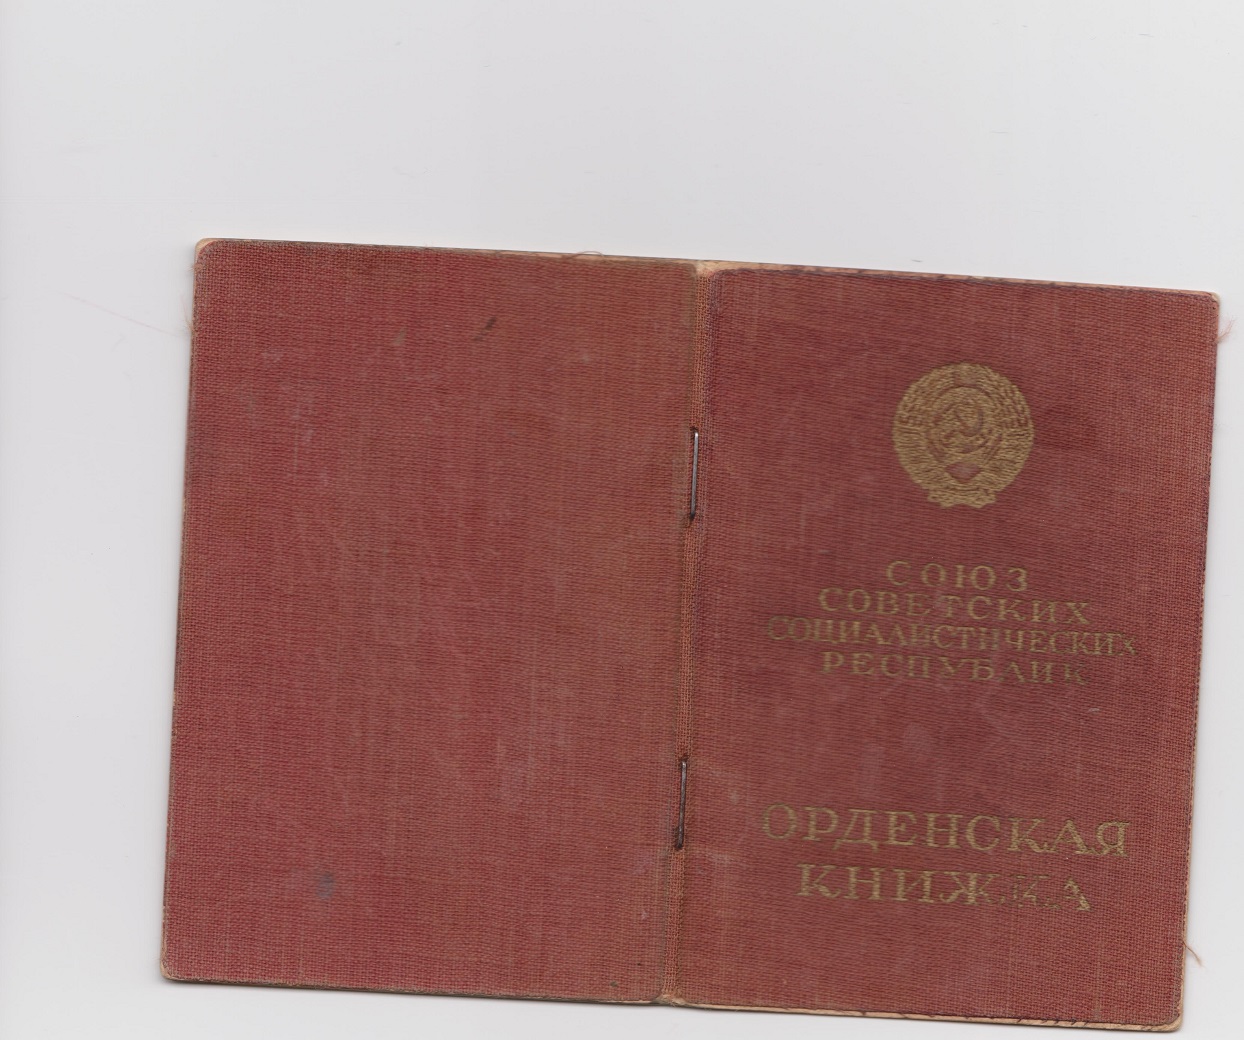 СОЮЗ
СОВЕТСКИХ
СОЦИАЛИСТИЧЕСКИХ
РЕСПУБЛИК
ОРДЕНСКАЯ
КНИЖКА